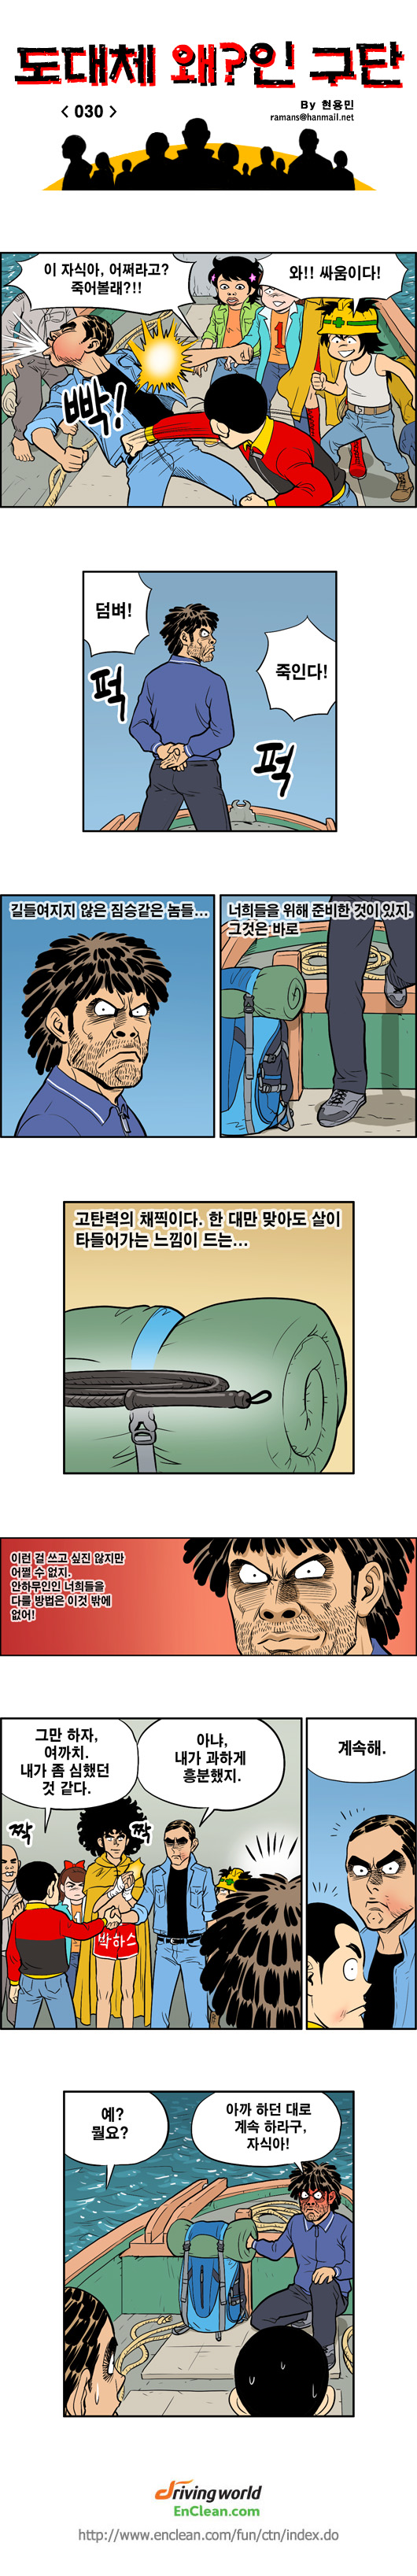 도대체 왜?인 구단
< 030 >
By 현용민
ramans@hanmail.net
이 자식아, 어쩌라고?
죽어볼래?!!
와!! 싸움이다!
1
빡!
덤벼!
퍽
죽인다!
퍽
길들여지지 않은 짐승같은 놈들...
너희들을 위해 준비한 것이 있지.
그것은 바로
고탄력의 채찍이다. 한 대만 맞아도 살이
타들어가는 느낌이 드는...
이런 걸 쓰고 싶진 않지만
어쩔 수 없지.
안하무인인 너희들을
다룰 방법은 이것 밖에
없어!
그만 하자,
여까치.
내가 좀 심했던
것 같다.
아냐,
내가 과하게
흥분했지.
짝
짝
박하스
계속해.
예?
뭘요?
아까 하던 대로
계속 하라구,
자식아!
drivingworld
EnClean.com
http://www.enclean.com/fun/ctn/index.do